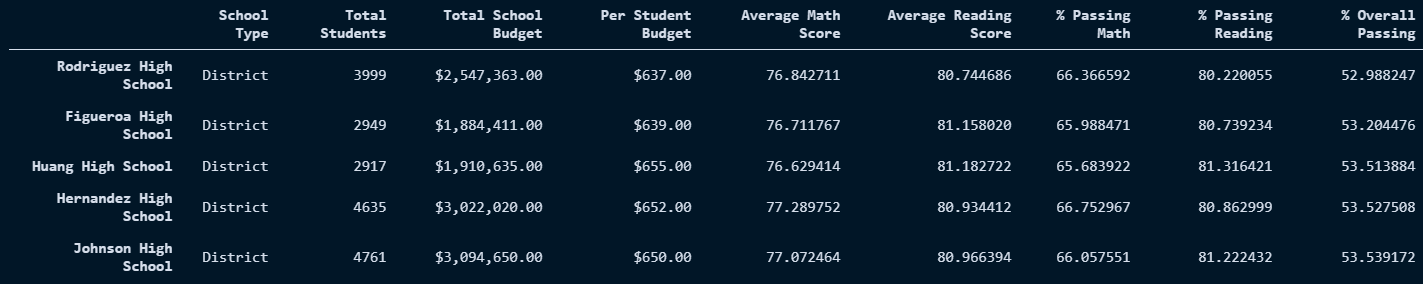 School Total Total School Per Student Average Math Average Reading % Passing % Passing % Overall
Type Students Budget Budget Score Score Math Reading Passing
Rodriguez High
School District 3999 $2,547,363.00 $637.00 76.842711 80.744686 66.366592 80.220055 52.988247
Figueroa High
School District 2949 $1,884,411.00 $639.00 76.711767 81.158020 65.988471 80.739234 53.204476
Huang High School District 2917 $1,910,635.00 $655.00 76.629414 81.182722 65.683922 81.316421 53.513884
Hernandez High
School District 4635 $3,022,020.00 $652.00 77.289752 80.934412 66.752967 80.862999 53.527508
Johnson High
School District 4761 $3,094,650.00 $650.00 77.072464 80.966394 66.057551 81.222432 53.539172